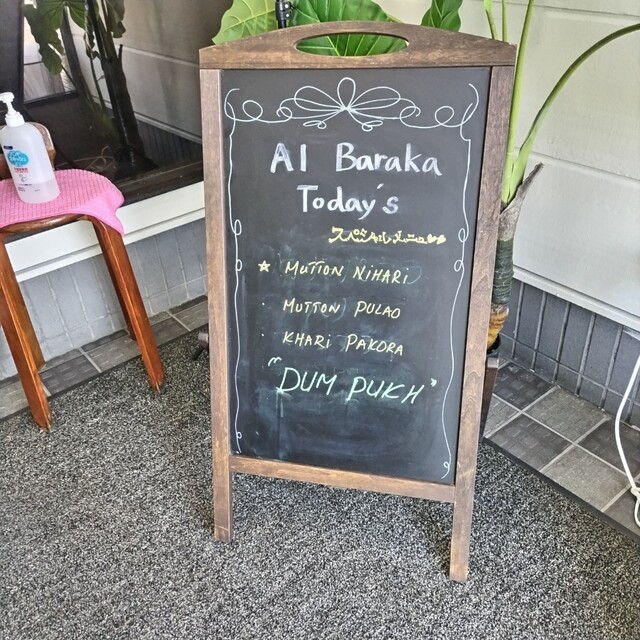 Al Baraka
Today's
スペシャルメニュー
☆ MUTTON NIHARI
· MUTTON PULAO
· KHARI PAKORA
"DUM PUKH"